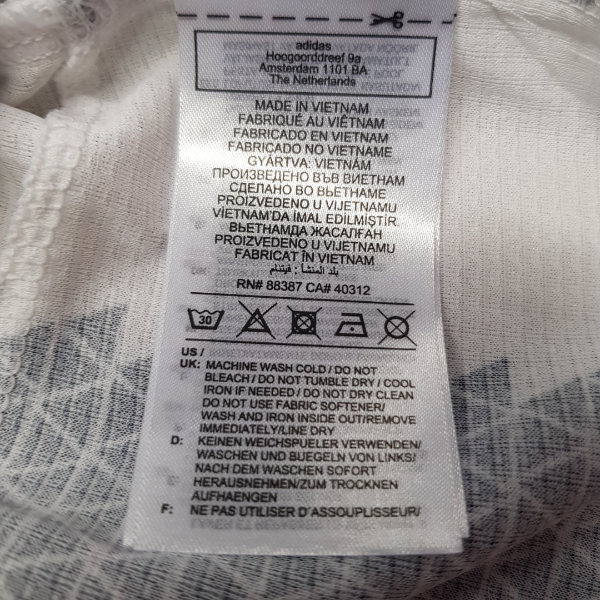 adidas
Hoogoorddreef 9a
Amsterdam 1101 BA
The Netherlands
MADE IN VIETNAM
FABRIQUÉ AU VIÊTNAM
FABRICADO EN VIETNAM
FABRICADO NO VIETNAME
GYÁRTVA: VIETNÁM
ПРОИЗВЕДЕНО ВЪВ ВИЕТНАМ
СДЕЛАНО ВО ВЬЕТНАМЕ
PROIZVEDENO U VIJETNAMU
VİETNAM'DA İMAL EDİLMİŞTİR.
ВЬЕТНАМДА ЖАСАЛҒАН
PROIZVEDENO U VIJETNAMU
FABRICAT ÎN VIETNAM
بلد المنشأ : فيتنام
RN# 88387 CA# 40312
30
US /
UK: MACHINE WASH COLD / DO NOT
BLEACH / DO NOT TUMBLE DRY / COOL
IRON IF NEEDED / DO NOT DRY CLEAN
DO NOT USE FABRIC SOFTENER/
WASH AND IRON INSIDE OUT/REMOVE
IMMEDIATELY/LINE DRY
D: KEINEN WEICHSPUELER VERWENDEN/
WASCHEN UND BUEGELN VON LINKS/
NACH DEM WASCHEN SOFORT
HERAUSNEHMEN/ZUM TROCKNEN
AUFHAENGEN
F: NE PAS UTILISER D'ASSOUPLISSEUR/